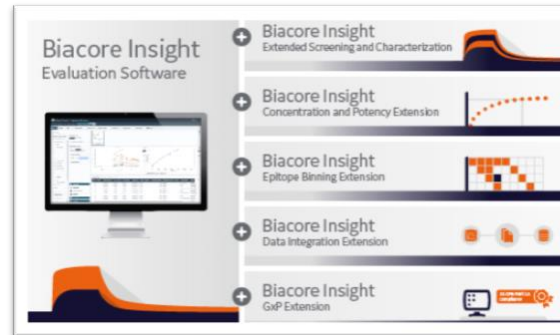 Biacore Insight
Evaluation Software
Biacore Insight
Extended Screening and Characterization
Biacore Insight
Concentration and Potency Extension
Biacore Insight
Epitope Binning Extension
Biacore Insight
Data Integration Extension
Biacore Insight
GxP Extension